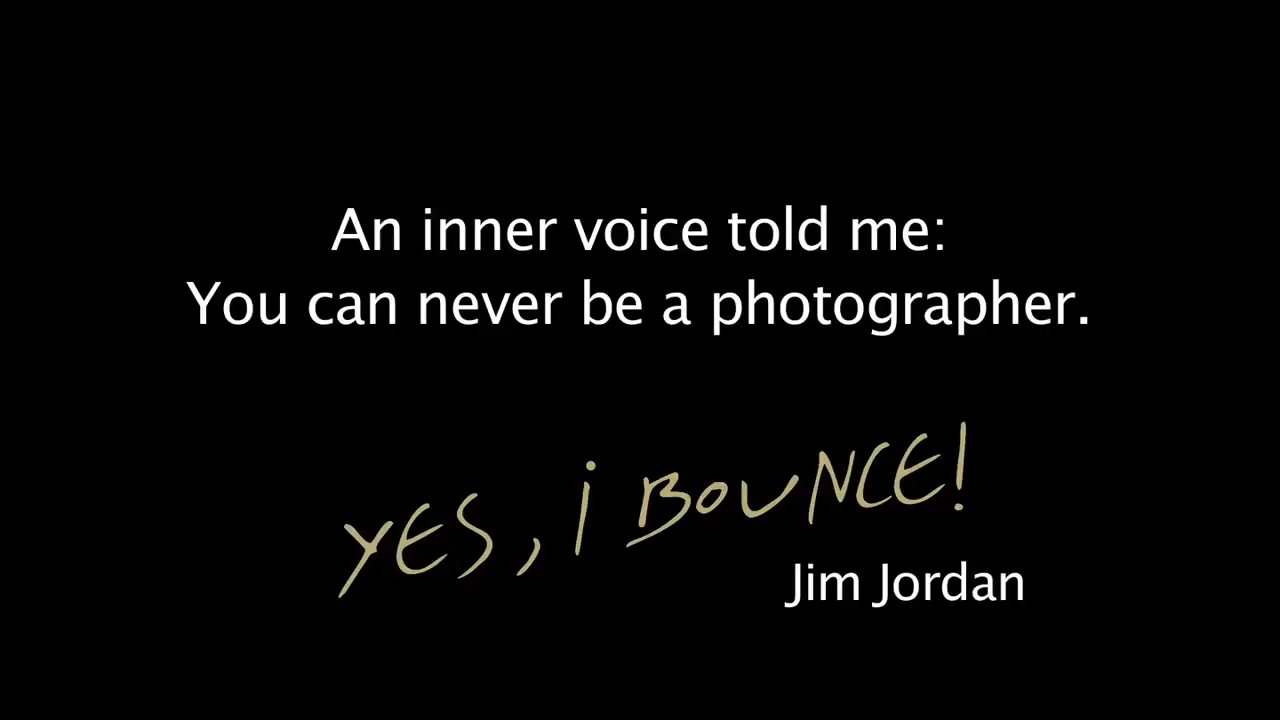 An inner voice told me:
You can never be a photographer.
YES, i BOUNCE!
Jim Jordan